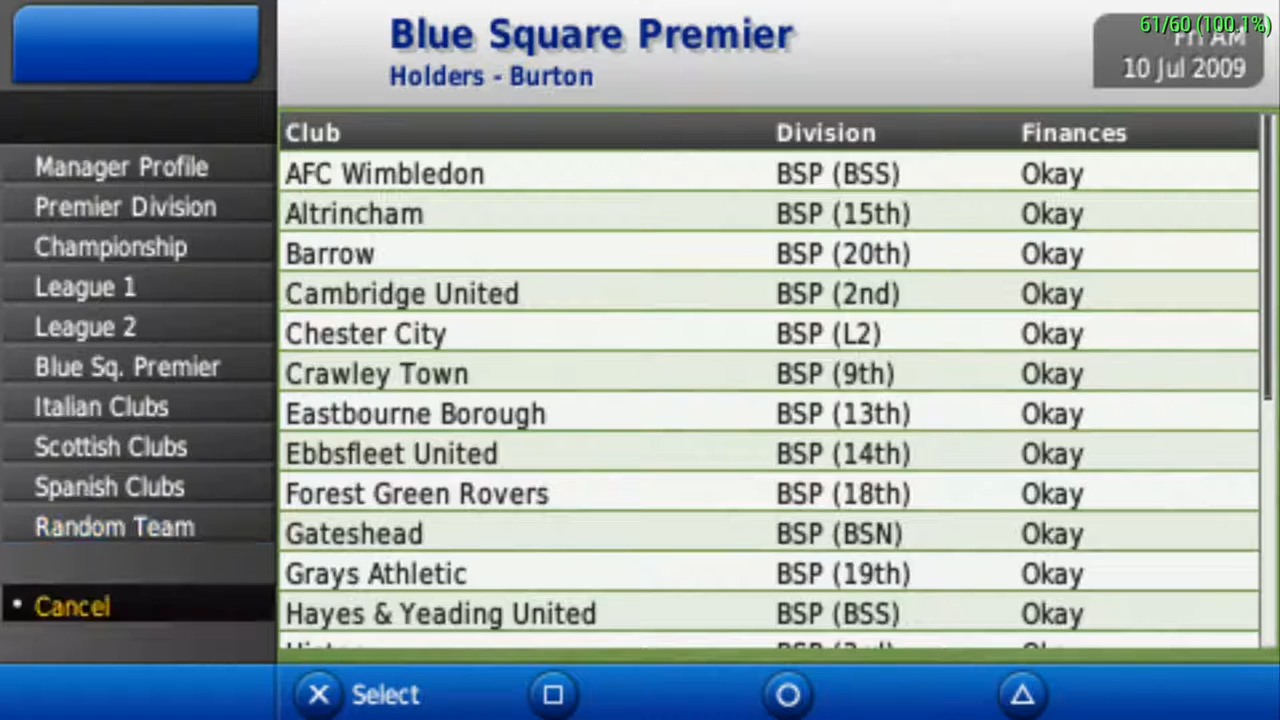 Blue Square Premier
Holders - Burton
61/60 (100.1%)
Fri AM
10 Jul 2009
Manager Profile
Premier Division
Championship
League 1
League 2
Blue Sq. Premier
Italian Clubs
Scottish Clubs
Spanish Clubs
Random Team
• Cancel
Club Division Finances
AFC Wimbledon BSP (BSS) Okay
Altrincham BSP (15th) Okay
Barrow BSP (20th) Okay
Cambridge United BSP (2nd) Okay
Chester City BSP (L2) Okay
Crawley Town BSP (9th) Okay
Eastbourne Borough BSP (13th) Okay
Ebbsfleet United BSP (14th) Okay
Forest Green Rovers BSP (18th) Okay
Gateshead BSP (BSN) Okay
Grays Athletic BSP (19th) Okay
Hayes & Yeading United BSP (BSS) Okay
Select